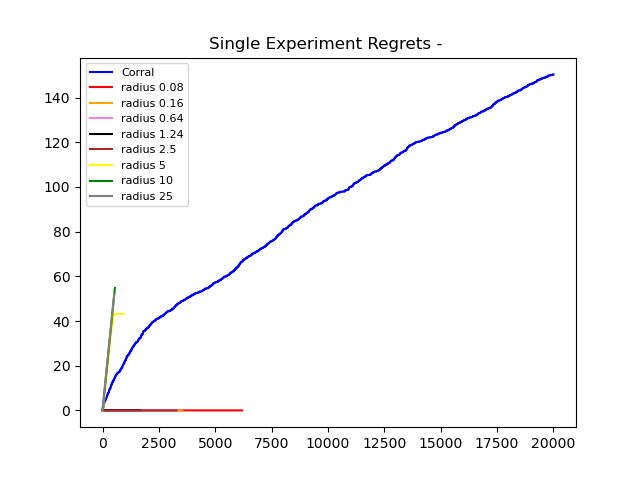 Single Experiment Regrets -
Corral
radius 0.08
radius 0.16
radius 0.64
radius 1.24
radius 2.5
radius 5
radius 10
radius 25
140
120
100
80
60
40
20
0
0 2500 5000 7500 10000 12500 15000 17500 20000